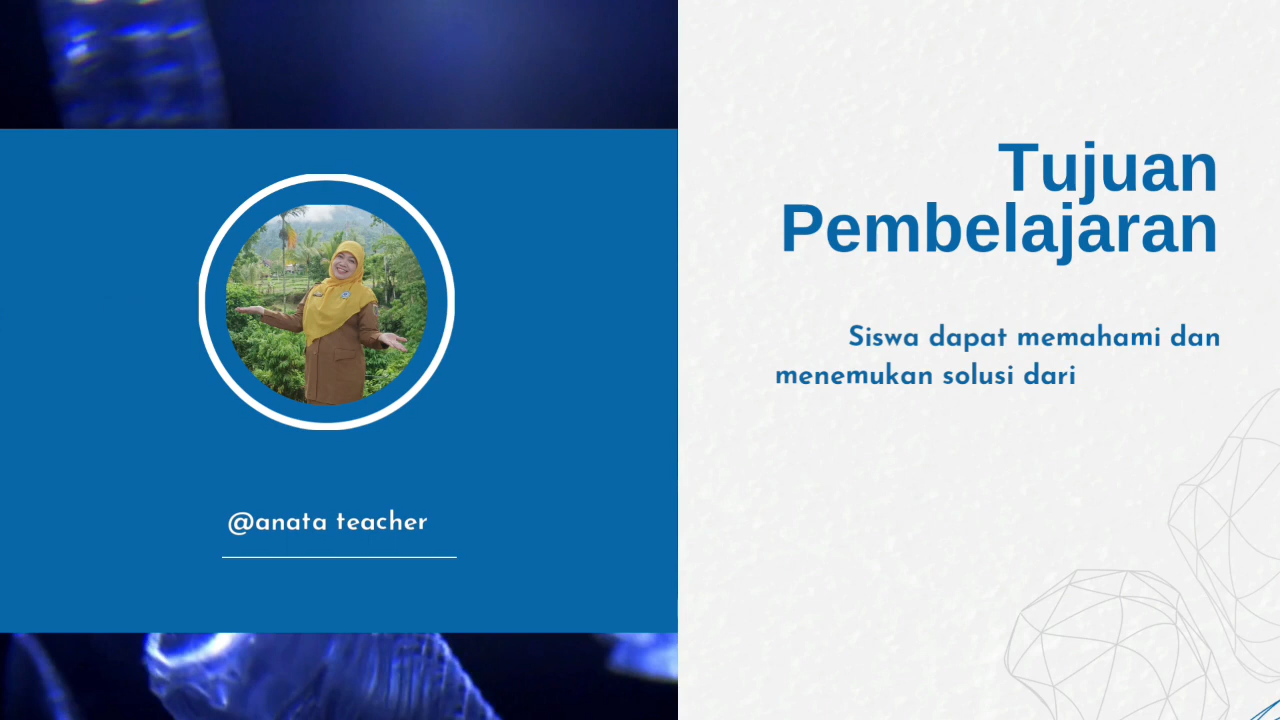 Tujuan
Pembelajaran
Siswa dapat memahami dan
menemukan solusi dari
@anata teacher